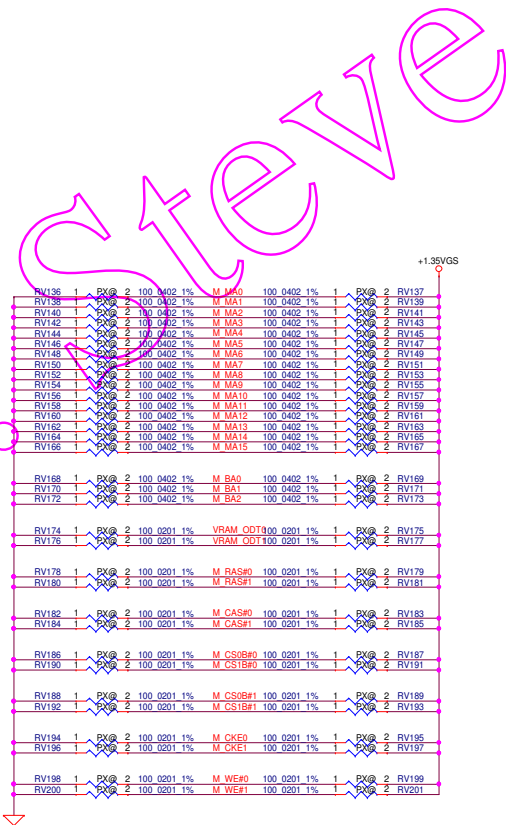 Steve
+1.35VGS
RV136 1 PX@ 2 100_0402_1% M_MA0 100_0402_1% 1 PX@ 2 RV137
RV138 1 PX@ 2 100_0402_1% M_MA1 100_0402_1% 1 PX@ 2 RV139
RV140 1 PX@ 2 100_0402_1% M_MA2 100_0402_1% 1 PX@ 2 RV141
RV142 1 PX@ 2 100_0402_1% M_MA3 100_0402_1% 1 PX@ 2 RV143
RV144 1 PX@ 2 100_0402_1% M_MA4 100_0402_1% 1 PX@ 2 RV145
RV146 1 PX@ 2 100_0402_1% M_MA5 100_0402_1% 1 PX@ 2 RV147
RV148 1 PX@ 2 100_0402_1% M_MA6 100_0402_1% 1 PX@ 2 RV149
RV150 1 PX@ 2 100_0402_1% M_MA7 100_0402_1% 1 PX@ 2 RV151
RV152 1 PX@ 2 100_0402_1% M_MA8 100_0402_1% 1 PX@ 2 RV153
RV154 1 PX@ 2 100_0402_1% M_MA9 100_0402_1% 1 PX@ 2 RV155
RV156 1 PX@ 2 100_0402_1% M_MA10 100_0402_1% 1 PX@ 2 RV157
RV158 1 PX@ 2 100_0402_1% M_MA11 100_0402_1% 1 PX@ 2 RV159
RV160 1 PX@ 2 100_0402_1% M_MA12 100_0402_1% 1 PX@ 2 RV161
RV162 1 PX@ 2 100_0402_1% M_MA13 100_0402_1% 1 PX@ 2 RV163
RV164 1 PX@ 2 100_0402_1% M_MA14 100_0402_1% 1 PX@ 2 RV165
RV166 1 PX@ 2 100_0402_1% M_MA15 100_0402_1% 1 PX@ 2 RV167
RV168 1 PX@ 2 100_0402_1% M_BA0 100_0402_1% 1 PX@ 2 RV169
RV170 1 PX@ 2 100_0402_1% M_BA1 100_0402_1% 1 PX@ 2 RV171
RV172 1 PX@ 2 100_0402_1% M_BA2 100_0402_1% 1 PX@ 2 RV173
RV174 1 PX@ 2 100_0201_1% VRAM_ODT0 100_0201_1% 1 PX@ 2 RV175
RV176 1 PX@ 2 100_0201_1% VRAM_ODT1 100_0201_1% 1 PX@ 2 RV177
RV178 1 PX@ 2 100_0201_1% M_RAS#0 100_0201_1% 1 PX@ 2 RV179
RV180 1 PX@ 2 100_0201_1% M_RAS#1 100_0201_1% 1 PX@ 2 RV181
RV182 1 PX@ 2 100_0201_1% M_CAS#0 100_0201_1% 1 PX@ 2 RV183
RV184 1 PX@ 2 100_0201_1% M_CAS#1 100_0201_1% 1 PX@ 2 RV185
RV186 1 PX@ 2 100_0201_1% M_CS0B#0 100_0201_1% 1 PX@ 2 RV187
RV190 1 PX@ 2 100_0201_1% M_CS1B#0 100_0201_1% 1 PX@ 2 RV191
RV188 1 PX@ 2 100_0201_1% M_CS0B#1 100_0201_1% 1 PX@ 2 RV189
RV192 1 PX@ 2 100_0201_1% M_CS1B#1 100_0201_1% 1 PX@ 2 RV193
RV194 1 PX@ 2 100_0201_1% M_CKE0 100_0201_1% 1 PX@ 2 RV195
RV196 1 PX@ 2 100_0201_1% M_CKE1 100_0201_1% 1 PX@ 2 RV197
RV198 1 PX@ 2 100_0201_1% M_WE#0 100_0201_1% 1 PX@ 2 RV199
RV200 1 PX@ 2 100_0201_1% M_WE#1 100_0201_1% 1 PX@ 2 RV201